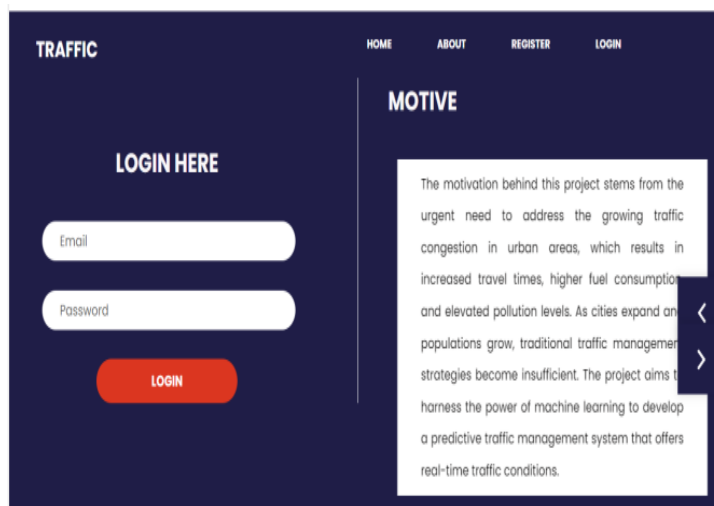 TRAFFIC
HOME ABOUT REGISTER LOGIN
LOGIN HERE
Email
Password
LOGIN
MOTIVE
The motivation behind this project stems from the
urgent need to address the growing traffic
congestion in urban areas, which results in
increased travel times, higher fuel consumption,
and elevated pollution levels. As cities expand and
populations grow, traditional traffic management
strategies become insufficient. The project aims
harness the power of machine learning to develop
a predictive traffic management system that offers
real-time traffic conditions.